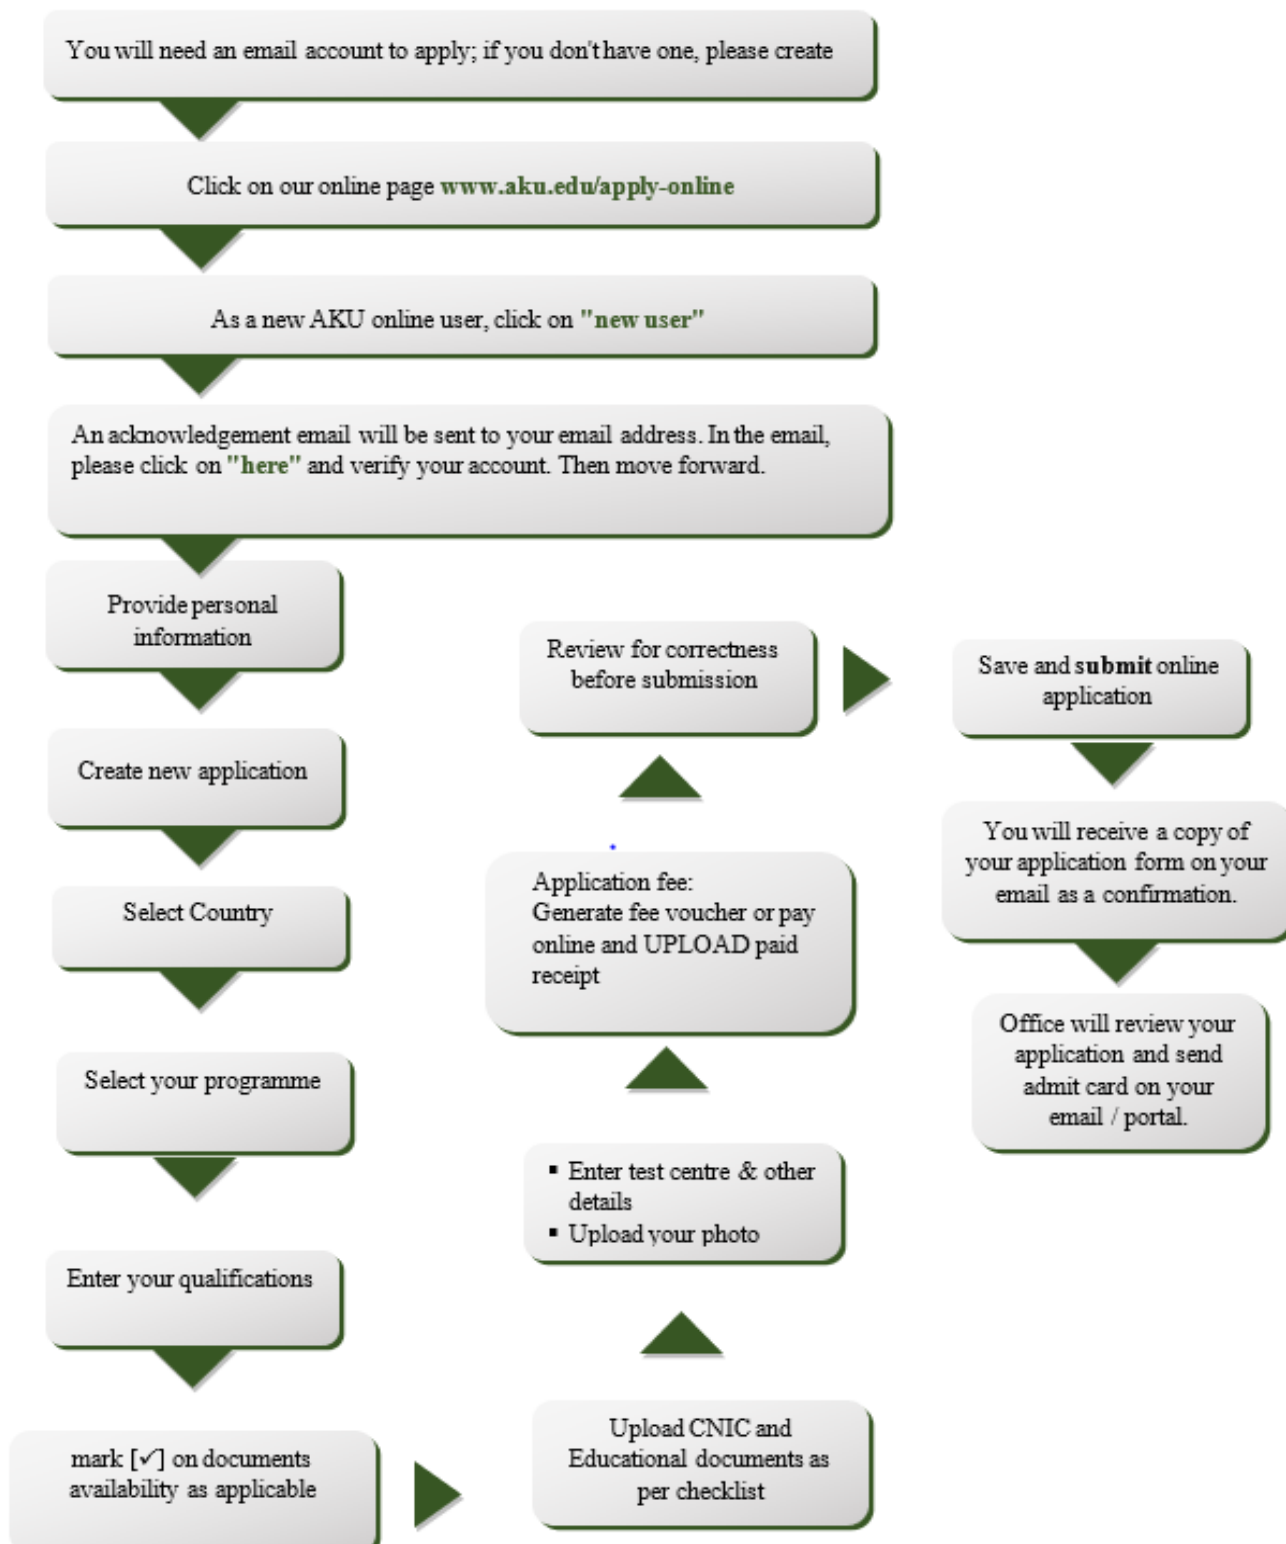 You will need an email account to apply; if you don't have one, please create
Click on our online page www.aku.edu/apply-online
As a new AKU online user, click on "new user"
An acknowledgement email will be sent to your email address. In the email,
please click on "here" and verify your account. Then move forward.
Provide personal
information
Create new application
Select Country
Select your programme
Enter your qualifications
mark [✓] on documents
availability as applicable
Upload CNIC and
Educational documents as
per checklist
▪ Enter test centre & other
details
▪ Upload your photo
Application fee:
Generate fee voucher or pay
online and UPLOAD paid
receipt
Review for correctness
before submission
Save and submit online
application
You will receive a copy of
your application form on your
email as a confirmation.
Office will review your
application and send
admit card on your
email / portal.